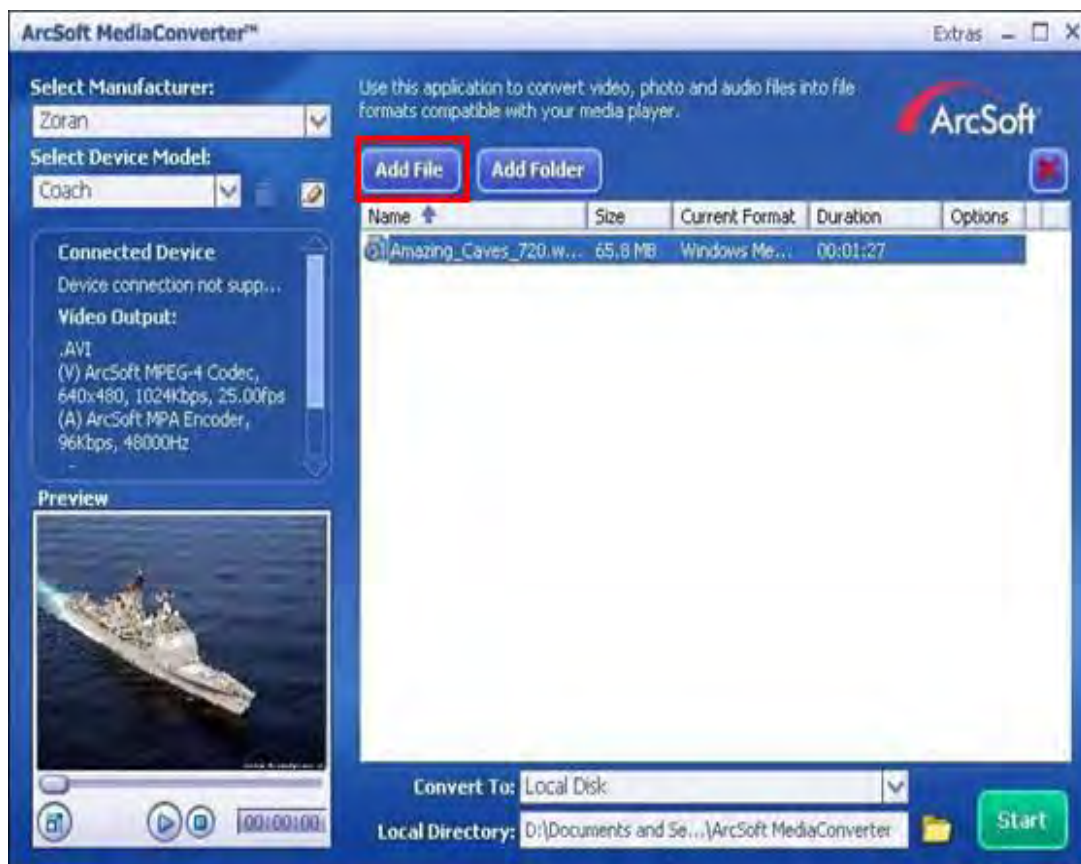 ArcSoft MediaConverter™
Extras
Select Manufacturer:
Zoran
Select Device Model:
Coach
Connected Device
Device connection not supp...
Video Output:
.AVI
(V) ArcSoft MPEG-4 Codec,
640x480, 1024Kbps, 25.00fps
(A) ArcSoft MPA Encoder,
96Kbps, 48000Hz
Preview
00:00:00
Use this application to convert video, photo and audio files into file
formats compatible with your media player.
ArcSoft
Add File Add Folder
Name Size Current Format Duration Options
Amazing_Caves_720.w... 65.8 MB Windows Me... 00:01:27
Convert To: Local Disk
Local Directory: D:\Documents and Se...\ArcSoft MediaConverter
Start